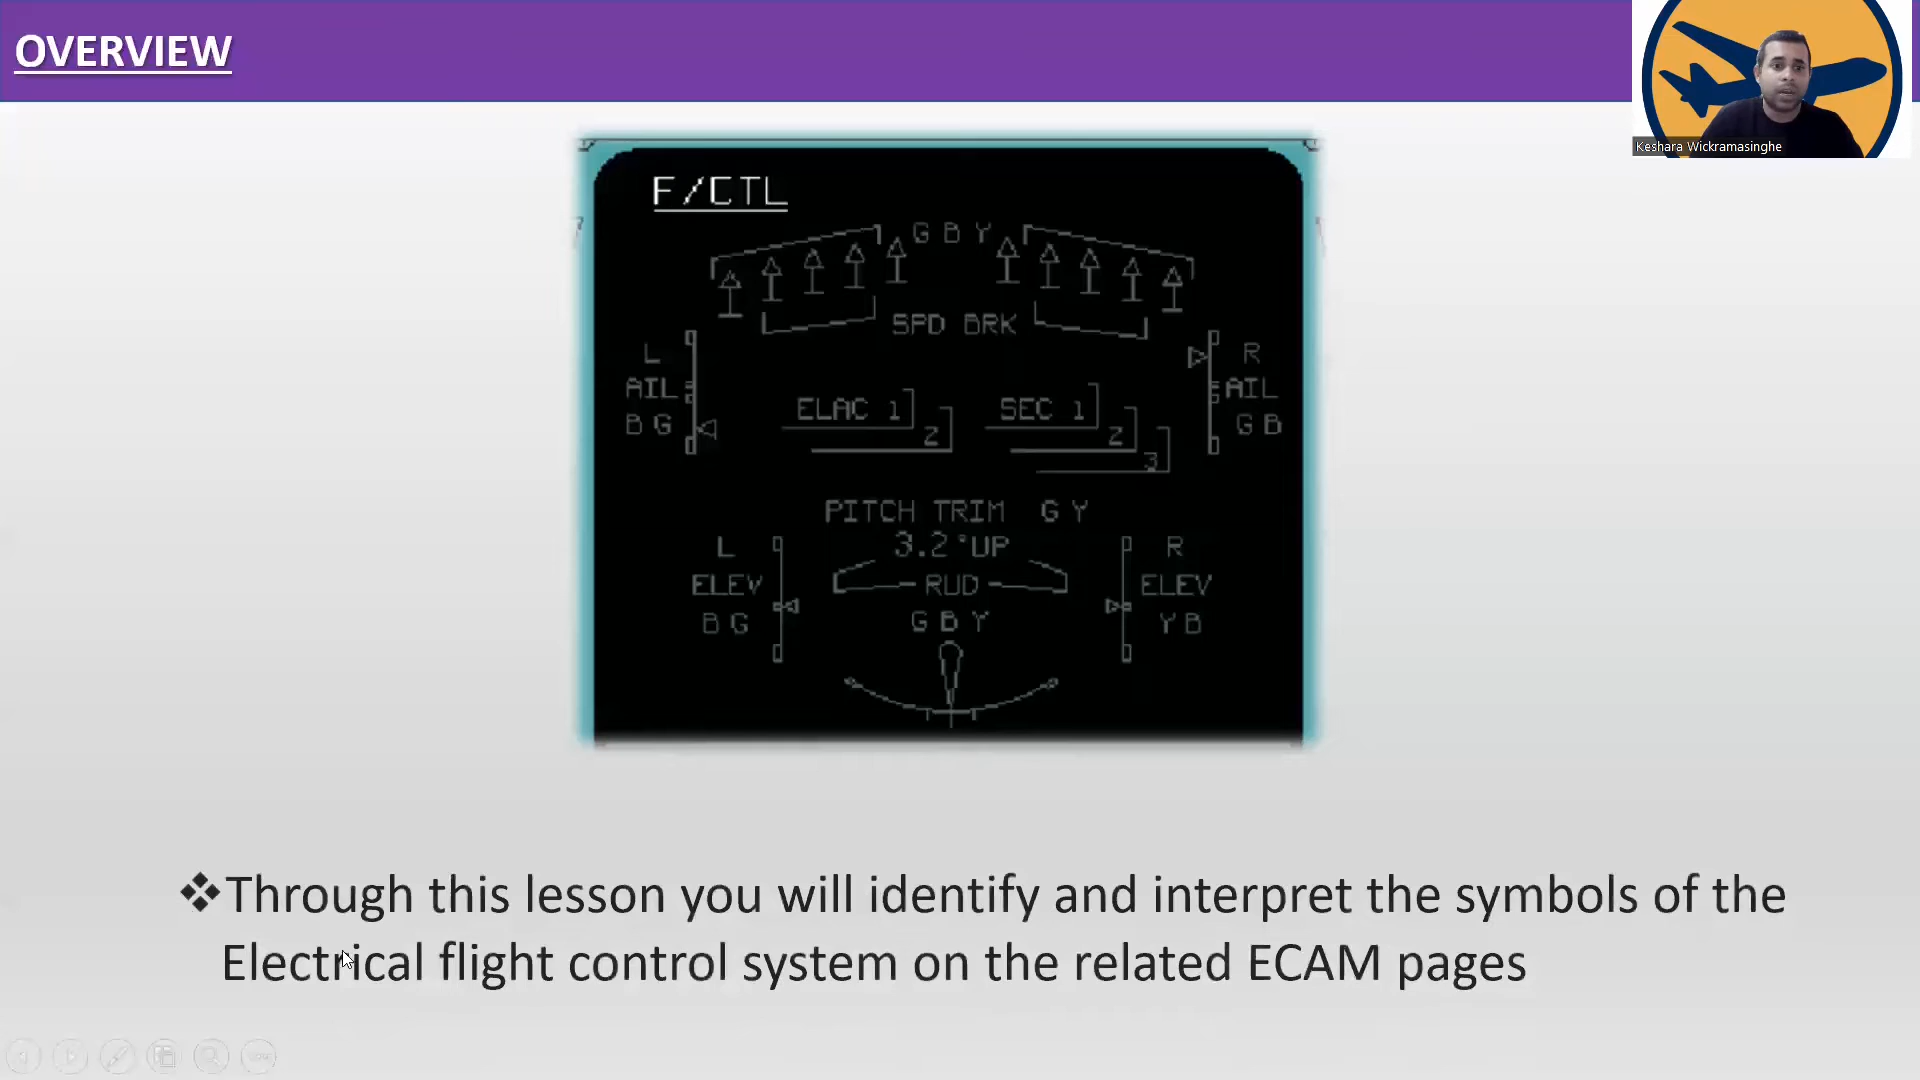 OVERVIEW
Keshara Wickramasinghe
F/CTL
G B Y
SPD BRK
L
AIL
B G
R
AIL
G B
ELAC 1
2
SEC 1
2
3
PITCH TRIM G Y
3.2°UP
L
ELEV
B G
RUD
G B Y
R
ELEV
Y B
❖Through this lesson you will identify and interpret the symbols of the
Electrical flight control system on the related ECAM pages